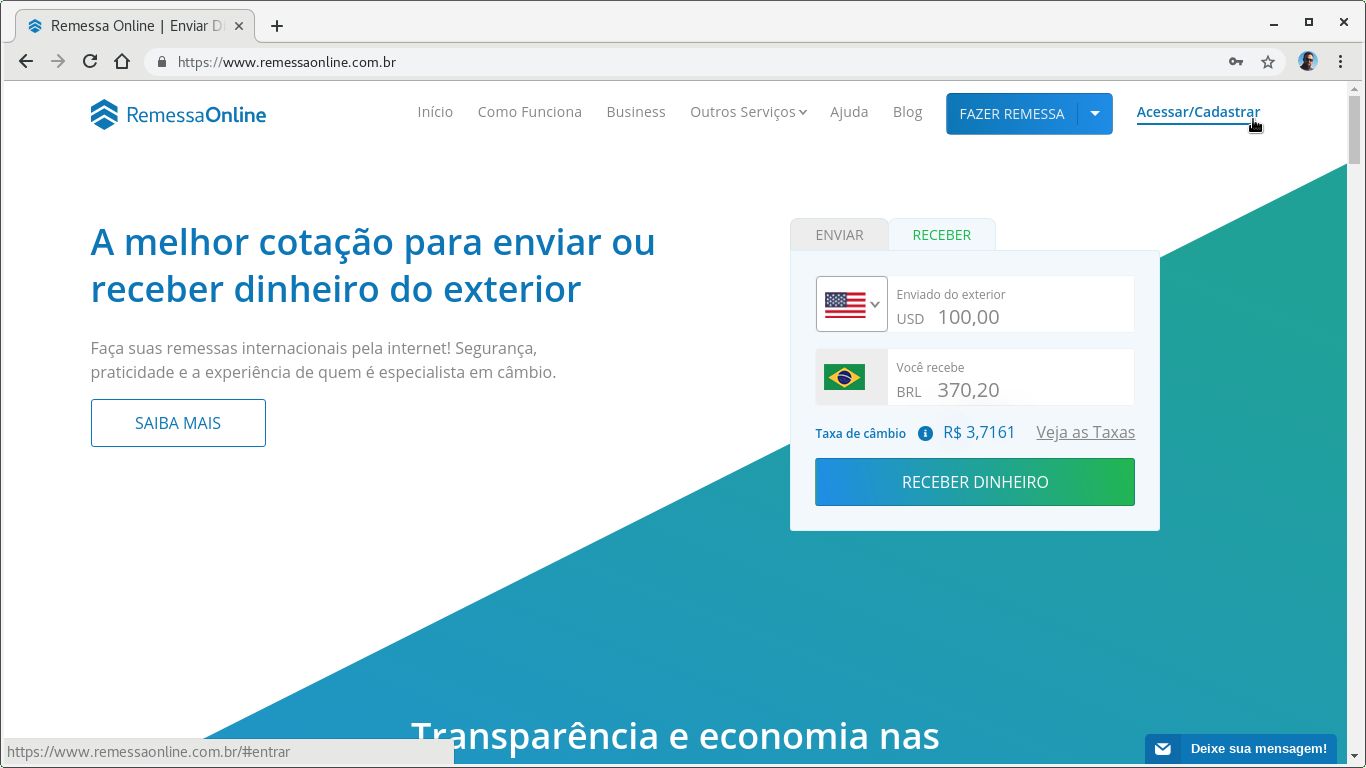 Remessa Online | Enviar D
https://www.remessaonline.com.br
RemessaOnline
Início
Como Funciona
Business
Outros Serviços
Ajuda
Blog
FAZER REMESSA
Acessar/Cadastrar
A melhor cotação para enviar ou
receber dinheiro do exterior
Faça suas remessas internacionais pela internet! Segurança,
praticidade e a experiência de quem é especialista em câmbio.
SAIBA MAIS
ENVIAR
RECEBER
Enviado do exterior
USD 100,00
Você recebe
BRL 370,20
Taxa de câmbio i R$ 3,7161 Veja as Taxas
RECEBER DINHEIRO
Transparência e economia nas
https://www.remessaonline.com.br/#entrar
Deixe sua mensagem!